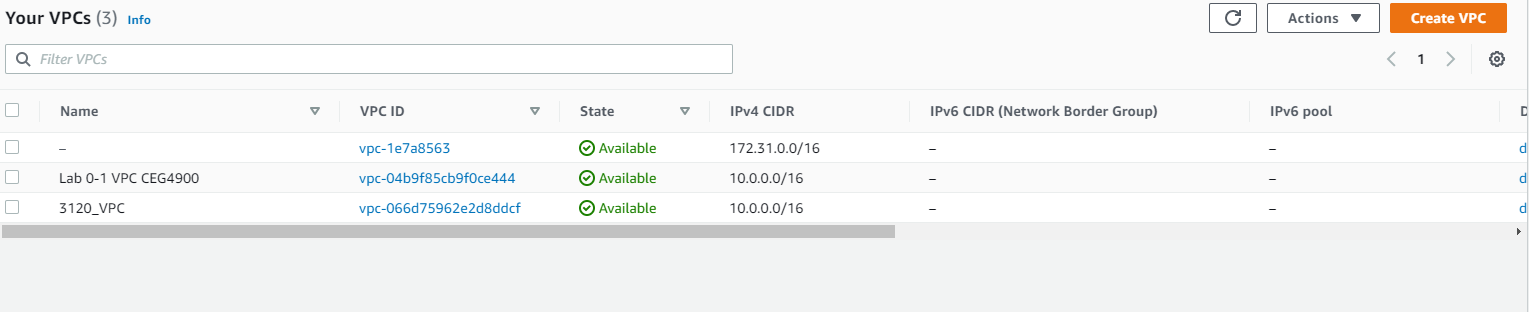 Your VPCs (3) Info
Actions Create VPC
Filter VPCs
1
Name VPC ID State IPv4 CIDR IPv6 CIDR (Network Border Group) IPv6 pool D
– vpc-1e7a8563 Available 172.31.0.0/16 – – d
Lab 0-1 VPC CEG4900 vpc-04b9f85cb9f0ce444 Available 10.0.0.0/16 – – d
3120_VPC vpc-066d75962e2d8ddcf Available 10.0.0.0/16 – – d